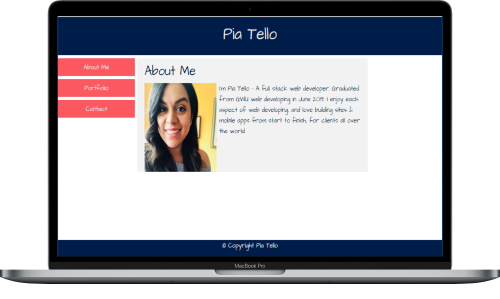 Pia Tello
About Me
Portfolio
Contact
About Me
I'm Pia Tello - A full stack web developer. Graduated
from GWU web developing in June 2019. I enjoy each
aspect of web developing, and love building sites &
mobile apps from start to finish, for clients all over
the world.
© Copyright Pia Tello
MacBook Pro